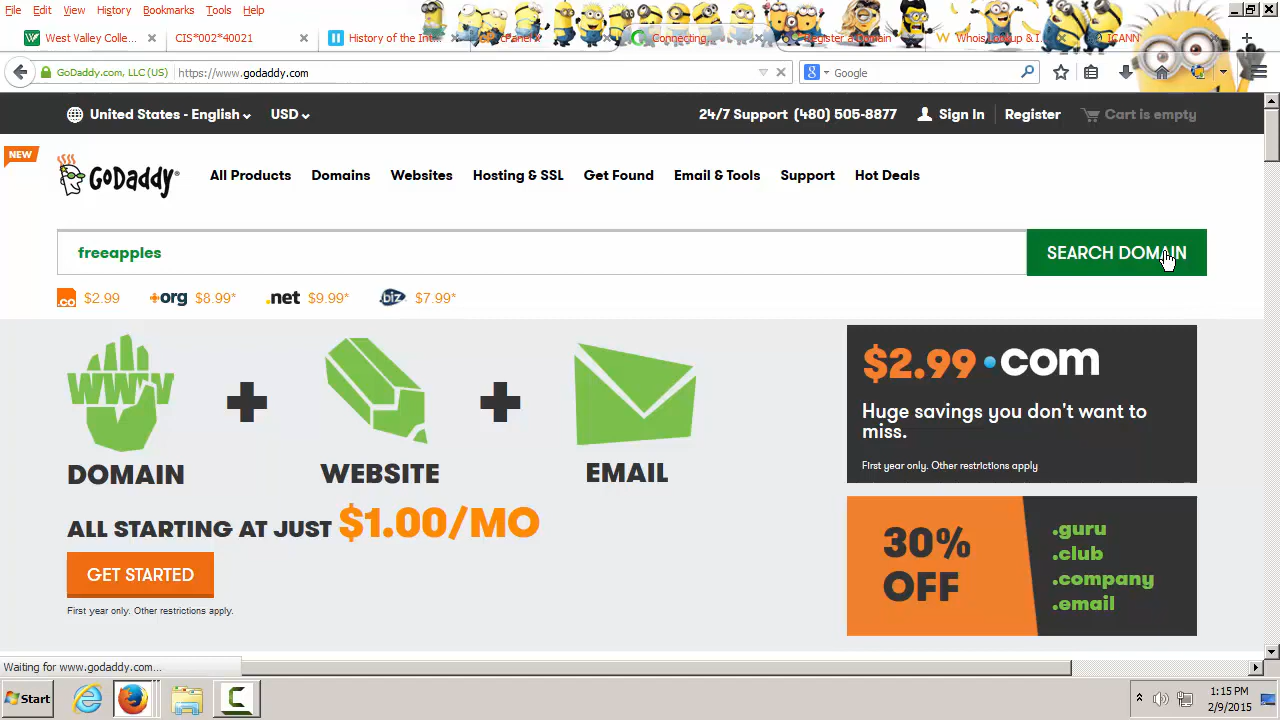 File Edit View History Bookmarks Tools Help
West Valley Colle... CIS*002*40021 History of the Inte... Connecting... Register a Domain Whois Lookup & I... ICANN
GoDaddy.com, LLC (US) https://www.godaddy.com Google
United States - English USD 24/7 Support (480) 505-8877 Sign In Register Cart is empty
NEW
GoDaddy All Products Domains Websites Hosting & SSL Get Found Email & Tools Support Hot Deals
freeapples SEARCH DOMAIN
.co $2.99 .org $8.99* .net $9.99* .biz $7.99*
WWW
DOMAIN + WEBSITE + EMAIL
ALL STARTING AT JUST $1.00/MO
GET STARTED
First year only. Other restrictions apply.
$2.99 .com
Huge savings you don't want to
miss.
First year only. Other restrictions apply
30%
OFF
.guru
.club
.company
.email
Waiting for www.godaddy.com...
Start 1:15 PM
2/9/2015